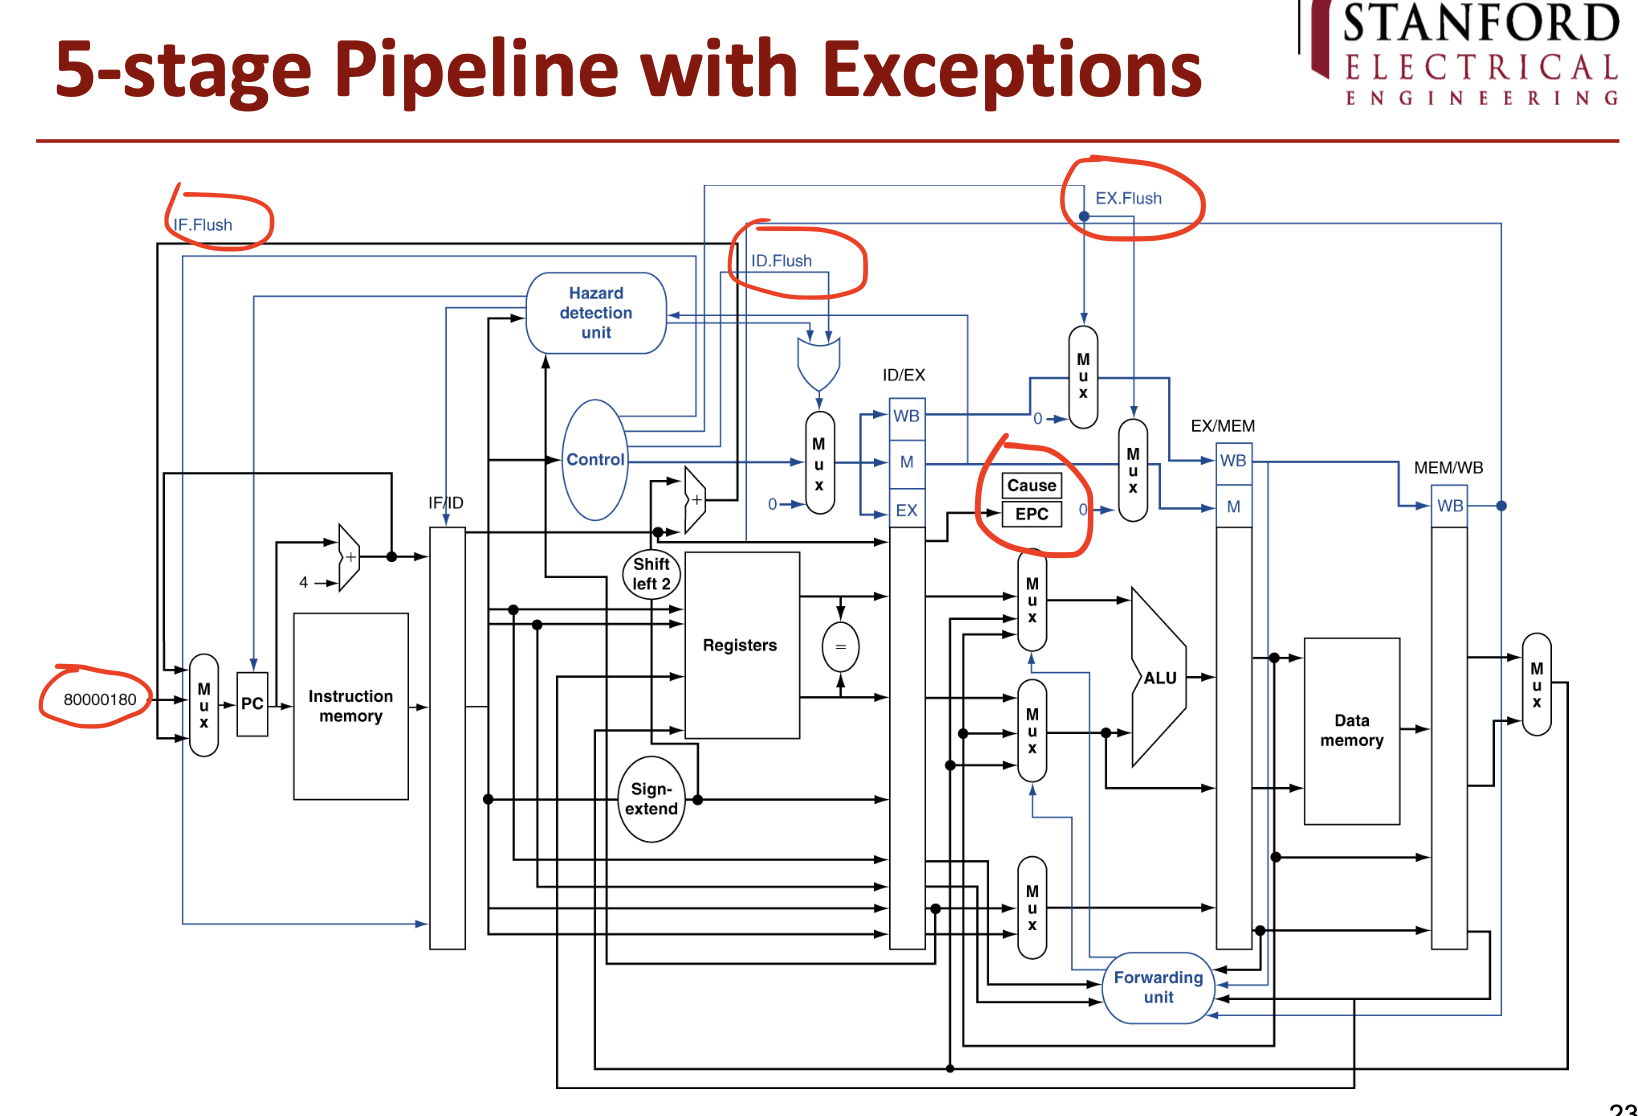 5-stage Pipeline with Exceptions
STANFORD
ELECTRICAL
ENGINEERING
EX.Flush
IF.Flush
ID.Flush
Hazard
detection
unit
M
u
x
ID/EX
0
WB
M
u
x
EX/MEM
M
u
x
Control
M
WB
MEM/WB
Cause
0
EX
EPC
0
M
WB
IF/ID
+
4
+
Shift
left 2
M
u
x
Registers
=
80000180
M
u
x
PC
Instruction
memory
M
u
x
ALU
Data
memory
M
u
x
Sign-
extend
M
u
x
Forwarding
unit
23